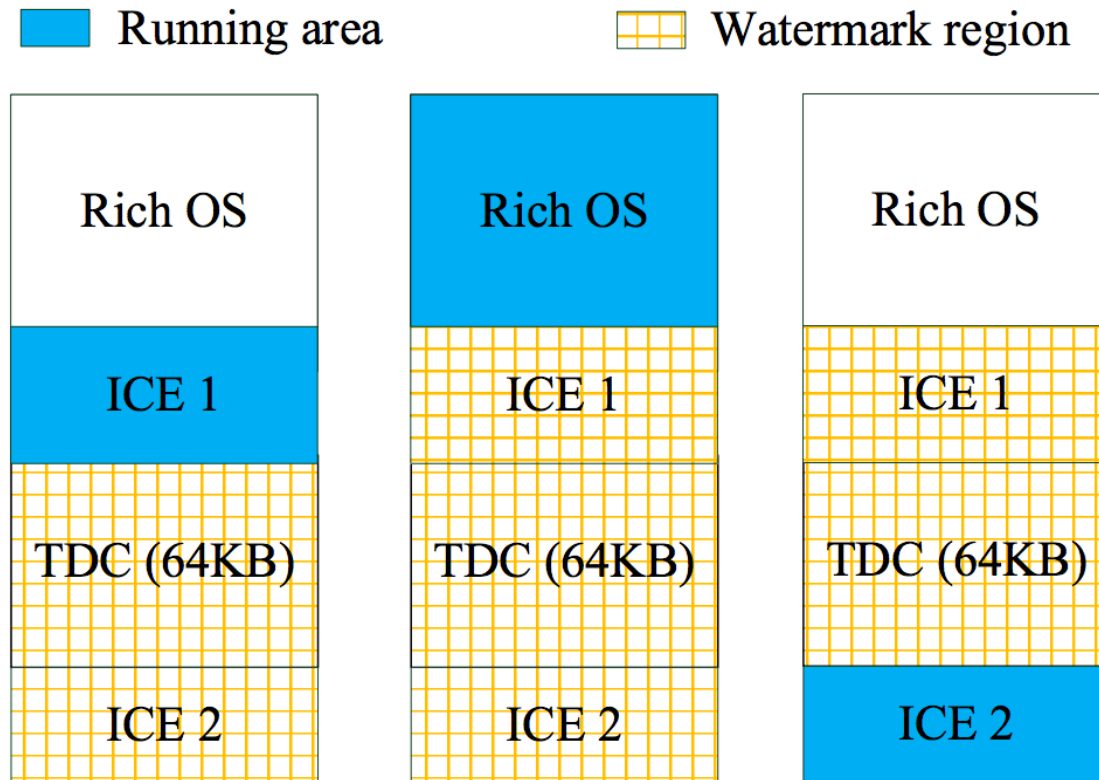 Running area
Watermark region
Rich OS
ICE 1
TDC (64KB)
ICE 2
Rich OS
ICE 1
TDC (64KB)
ICE 2
Rich OS
ICE 1
TDC (64KB)
ICE 2